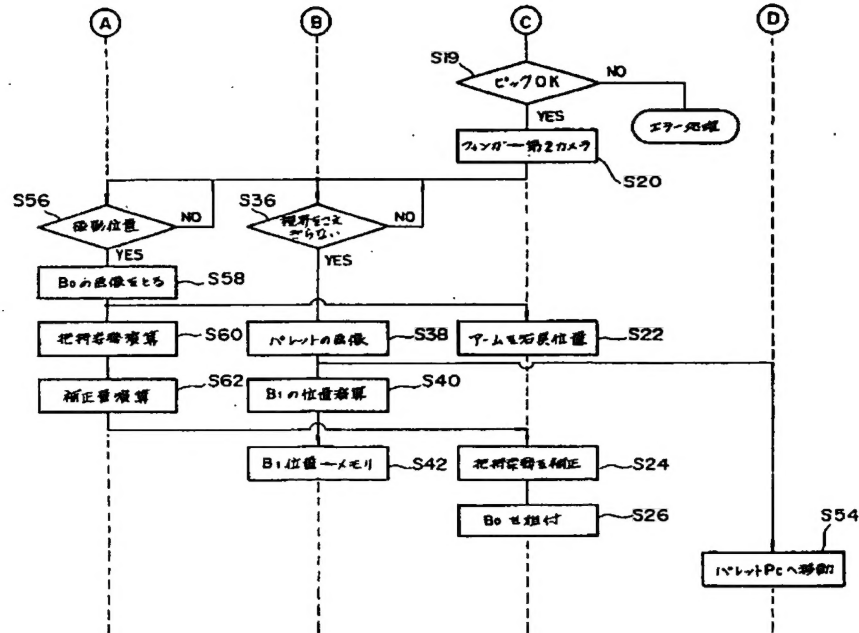 A
B
C
D
S19
ピックOK
NO
エラー処理
YES
フィンガー→第2カメラ
S20
S56
撮影位置
NO
S36
視界をさえ
ぎらない
NO
YES
YES
Boの画像をとる
S58
把持姿勢演算
S60
パレットの画像
S38
アームを
S22
補正量演算
S62
B1の位置演算
S40
B1位置→メモリ
S42
把持姿勢を補正
S24
Boを組付
S26
S54
パレットPcへ移動